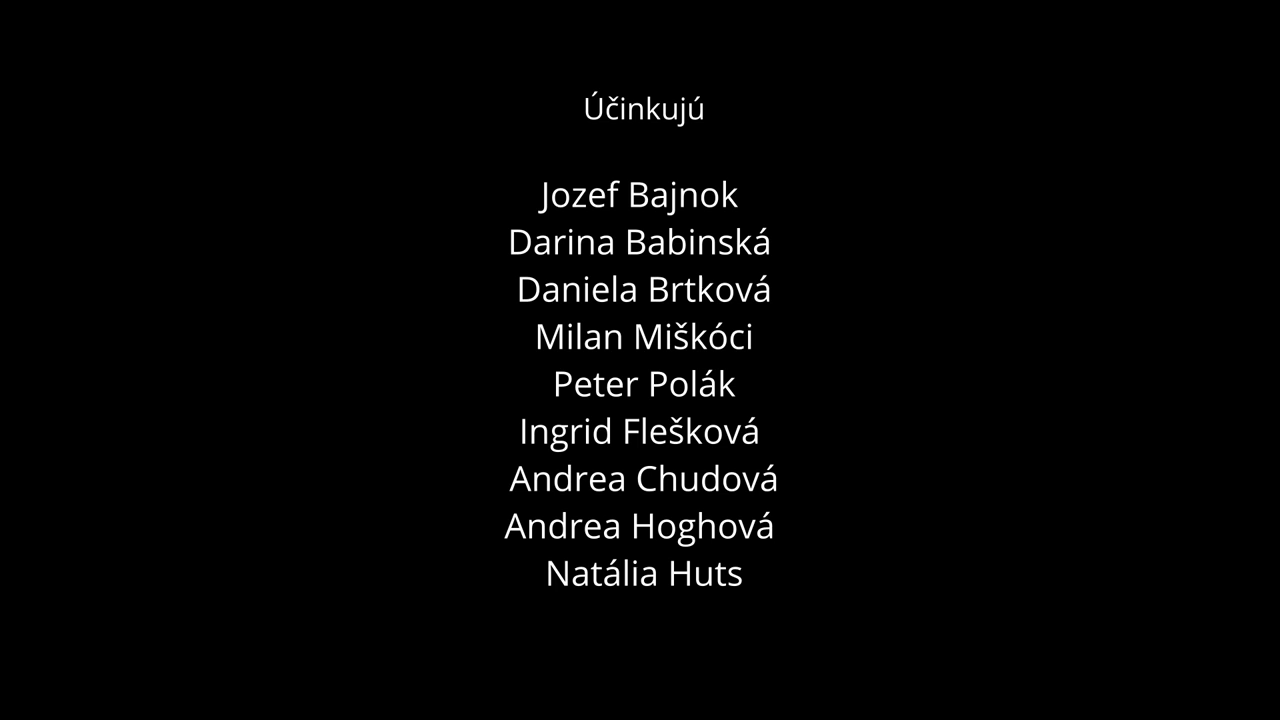 Účinkujú
Jozef Bajnok
Darina Babinská
Daniela Brtková
Milan Miškóci
Peter Polák
Ingrid Flešková
Andrea Chudová
Andrea Hoghová
Natália Huts